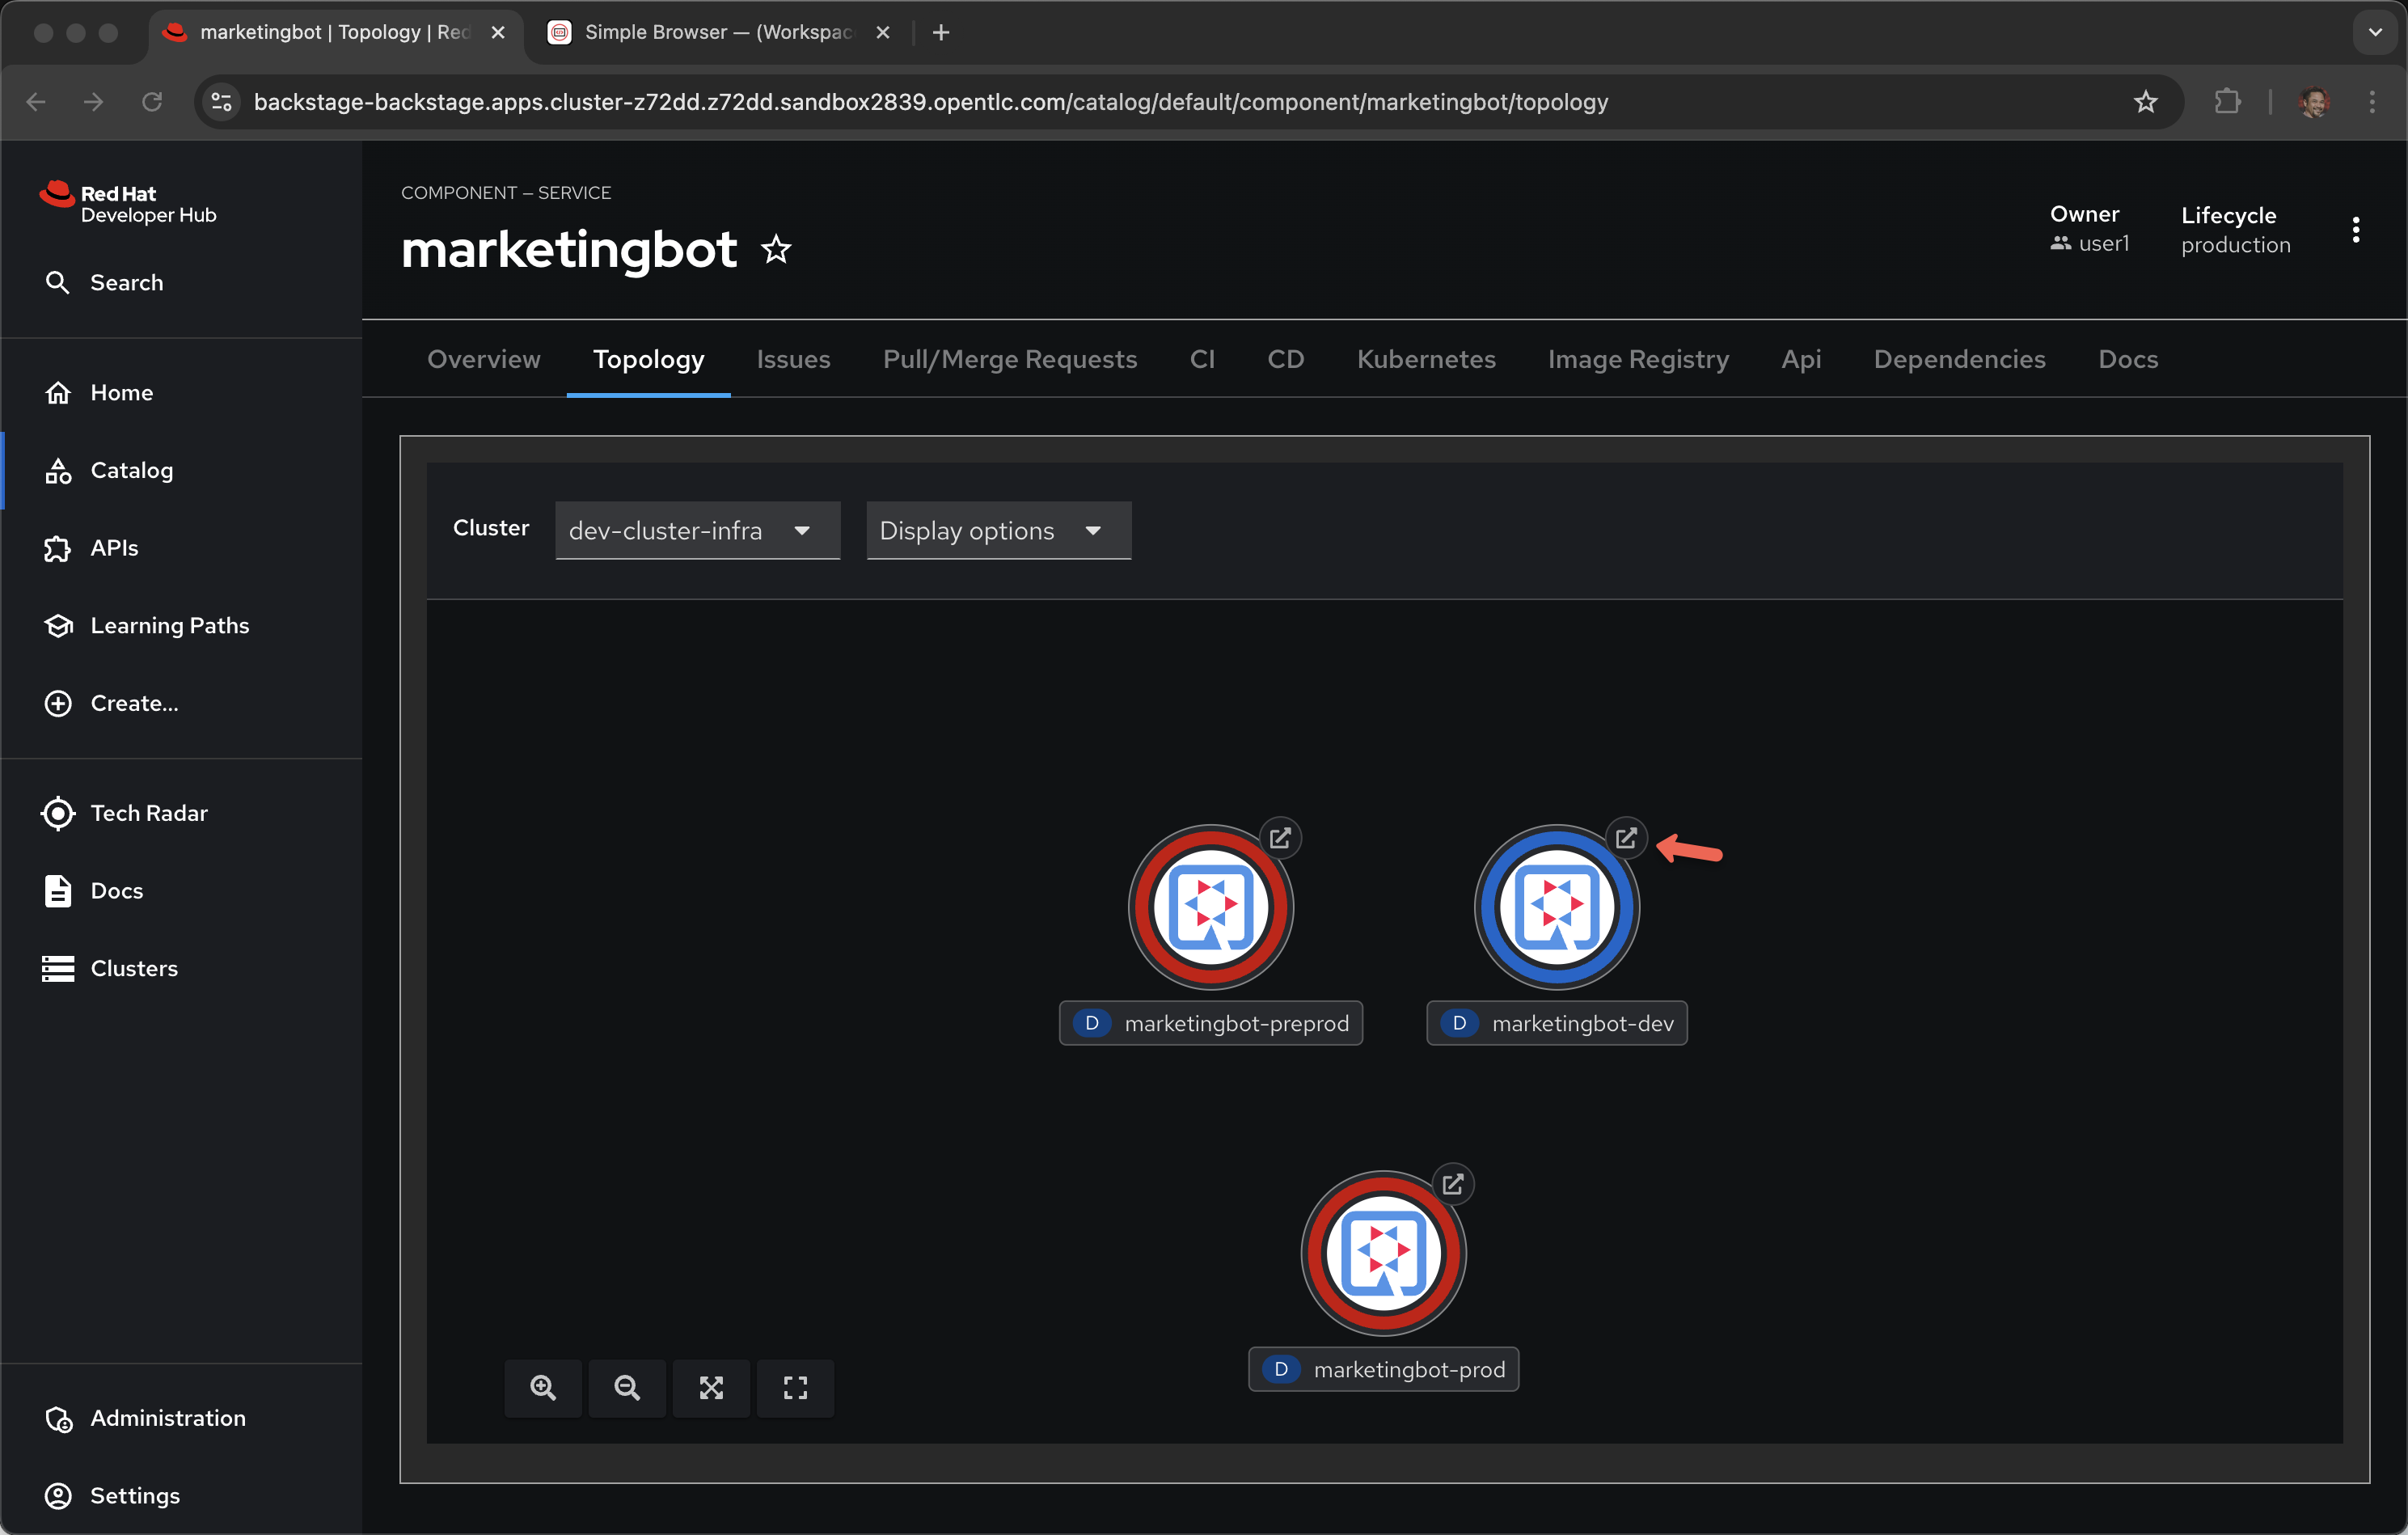 marketingbot | Topology | Red
Simple Browser — (Workspac
backstage-backstage.apps.cluster-z72dd.z72dd.sandbox2839.opentlc.com/catalog/default/component/marketingbot/topology
Red Hat
Developer Hub
Search
Home
Catalog
APIs
Learning Paths
Create...
Tech Radar
Docs
Clusters
Administration
Settings
COMPONENT — SERVICE
marketingbot
Owner
user1
Lifecycle
production
Overview Topology Issues Pull/Merge Requests CI CD Kubernetes Image Registry Api Dependencies Docs
Cluster dev-cluster-infra Display options
D marketingbot-preprod
D marketingbot-dev
D marketingbot-prod